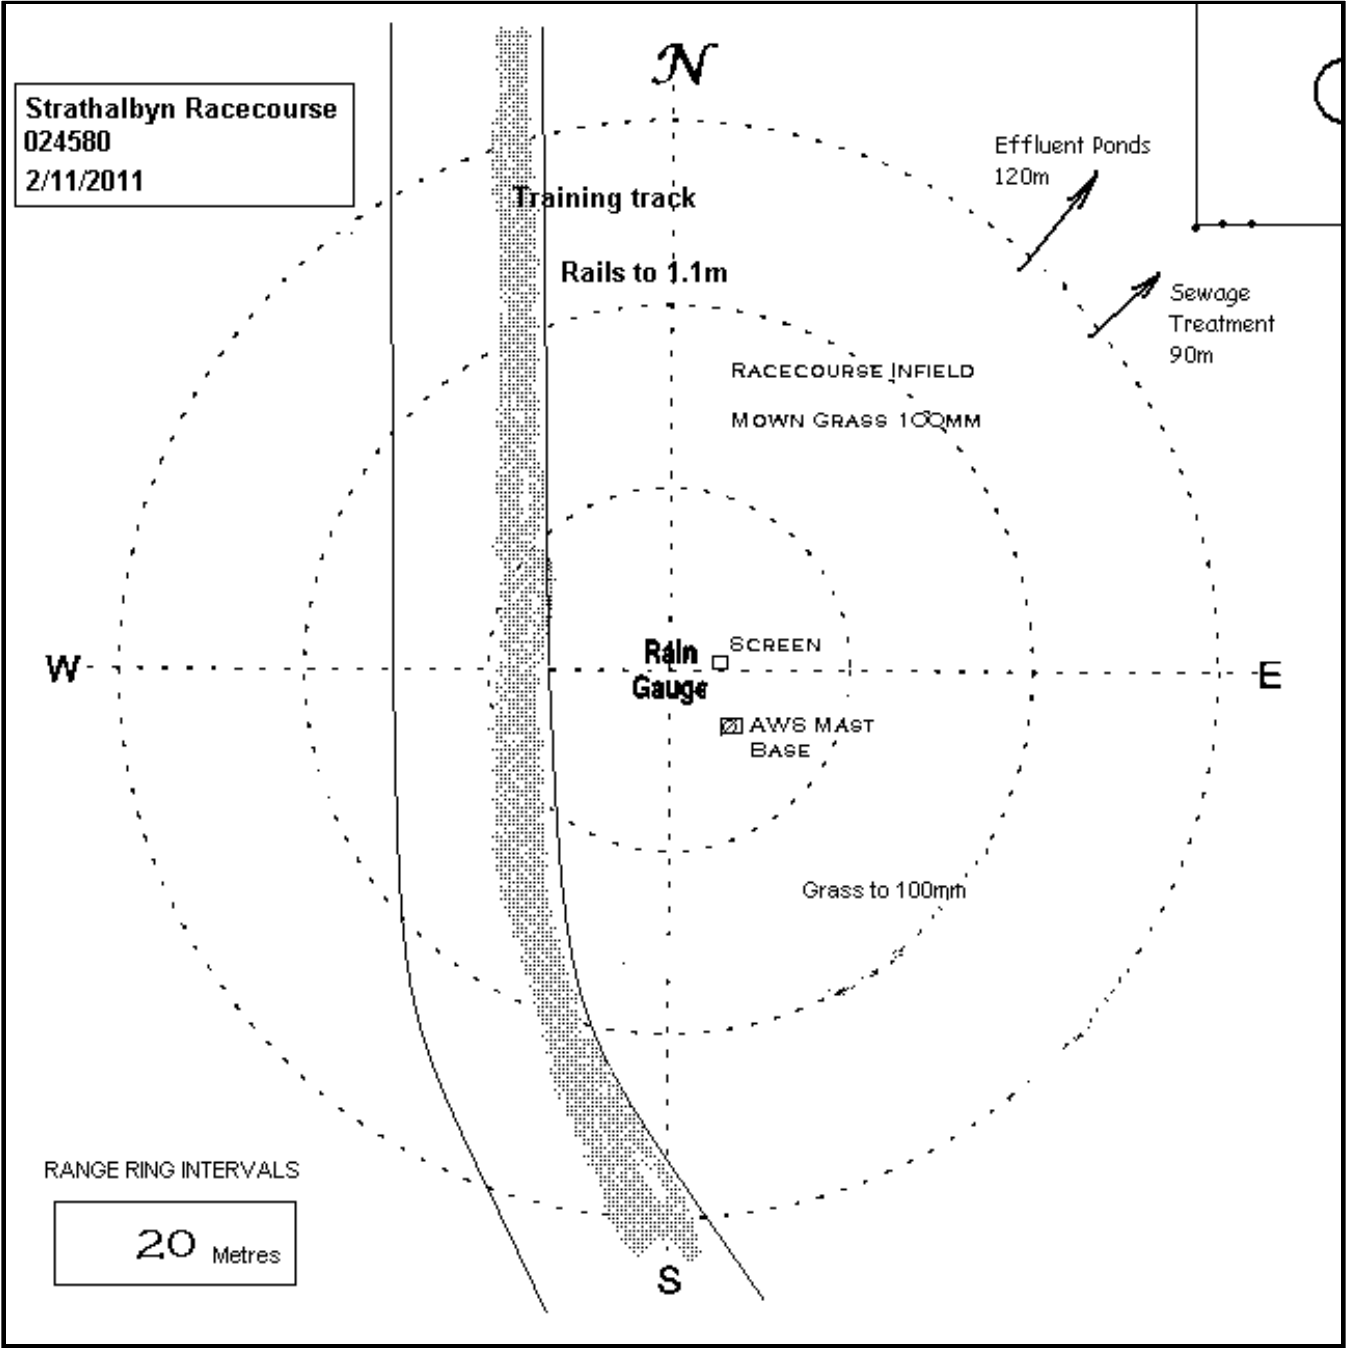 N
Strathalbyn Racecourse
024580
2/11/2011
Effluent Ponds
120m
Training track
Rails to 1.1m
Sewage
Treatment
90m
RACECOURSE INFIELD
MOWN GRASS 100MM
SCREEN
Rain
Gauge
W
E
AWS MAST
BASE
Grass to 100mm
RANGE RING INTERVALS
20 Metres
S